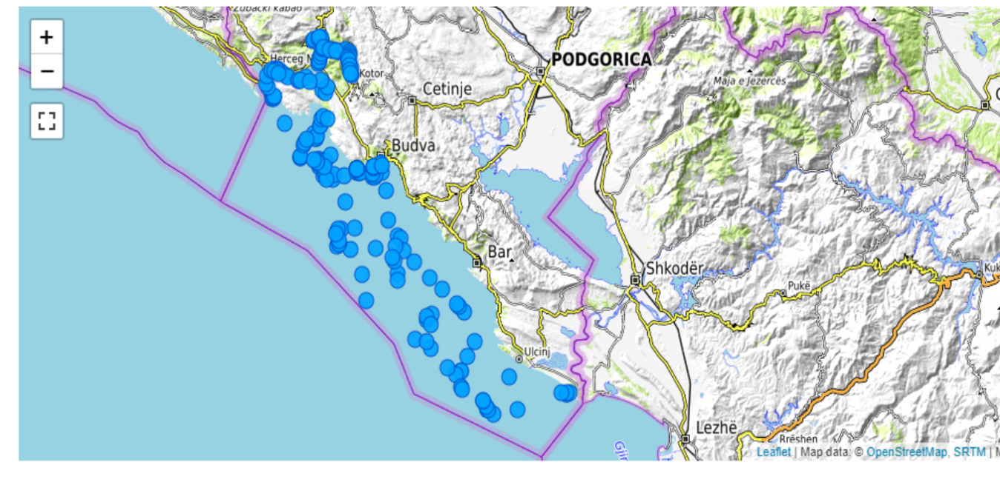 Zubački kabao
+
−
Herceg N
PODGORICA
Kotor
Maja e Jezercës
Cetinje
Budva
Bar
Shkodër
Kuk
Pukë
Ulcinj
Lezhë
Rrëshen
Gjir
Leaflet | Map data: © OpenStreetMap, SRTM | M